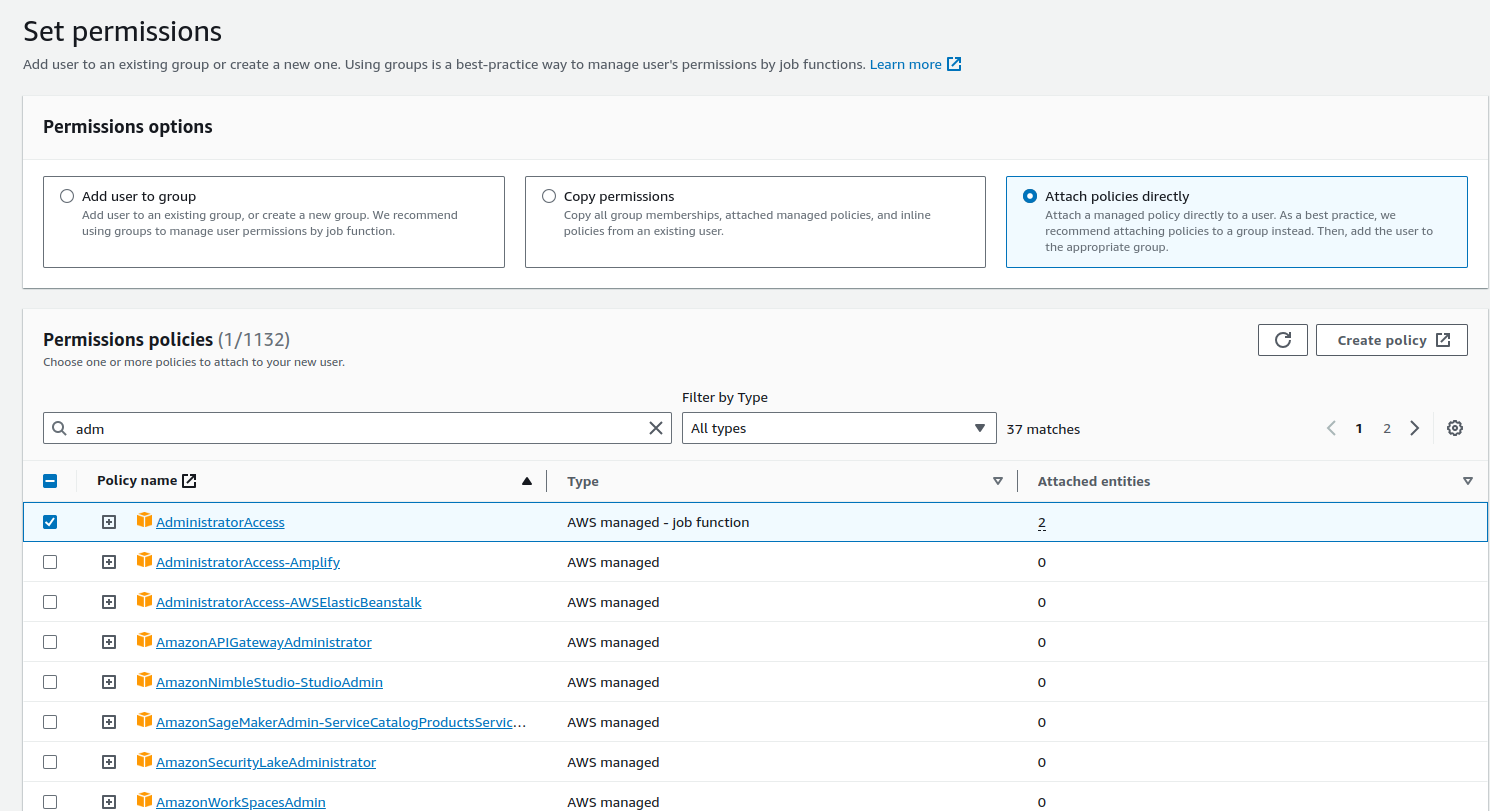 Set permissions
Add user to an existing group or create a new one. Using groups is a best-practice way to manage user's permissions by job functions. Learn more
Permissions options
Add user to group
Add user to an existing group, or create a new group. We recommend
using groups to manage user permissions by job function.
Copy permissions
Copy all group memberships, attached managed policies, and inline
policies from an existing user.
Attach policies directly
Attach a managed policy directly to a user. As a best practice, we
recommend attaching policies to a group instead. Then, add the user to
the appropriate group.
Permissions policies (1/1132)
Choose one or more policies to attach to your new user.
Create policy
Filter by Type
adm
All types
37 matches
1 2
Policy name Type Attached entities
AdministratorAccess AWS managed - job function 2
AdministratorAccess-Amplify AWS managed 0
AdministratorAccess-AWSElasticBeanstalk AWS managed 0
AmazonAPIGatewayAdministrator AWS managed 0
AmazonNimbleStudio-StudioAdmin AWS managed 0
AmazonSageMakerAdmin-ServiceCatalogProductsServic... AWS managed 0
AmazonSecurityLakeAdministrator AWS managed 0
AmazonWorkSpacesAdmin AWS managed 0